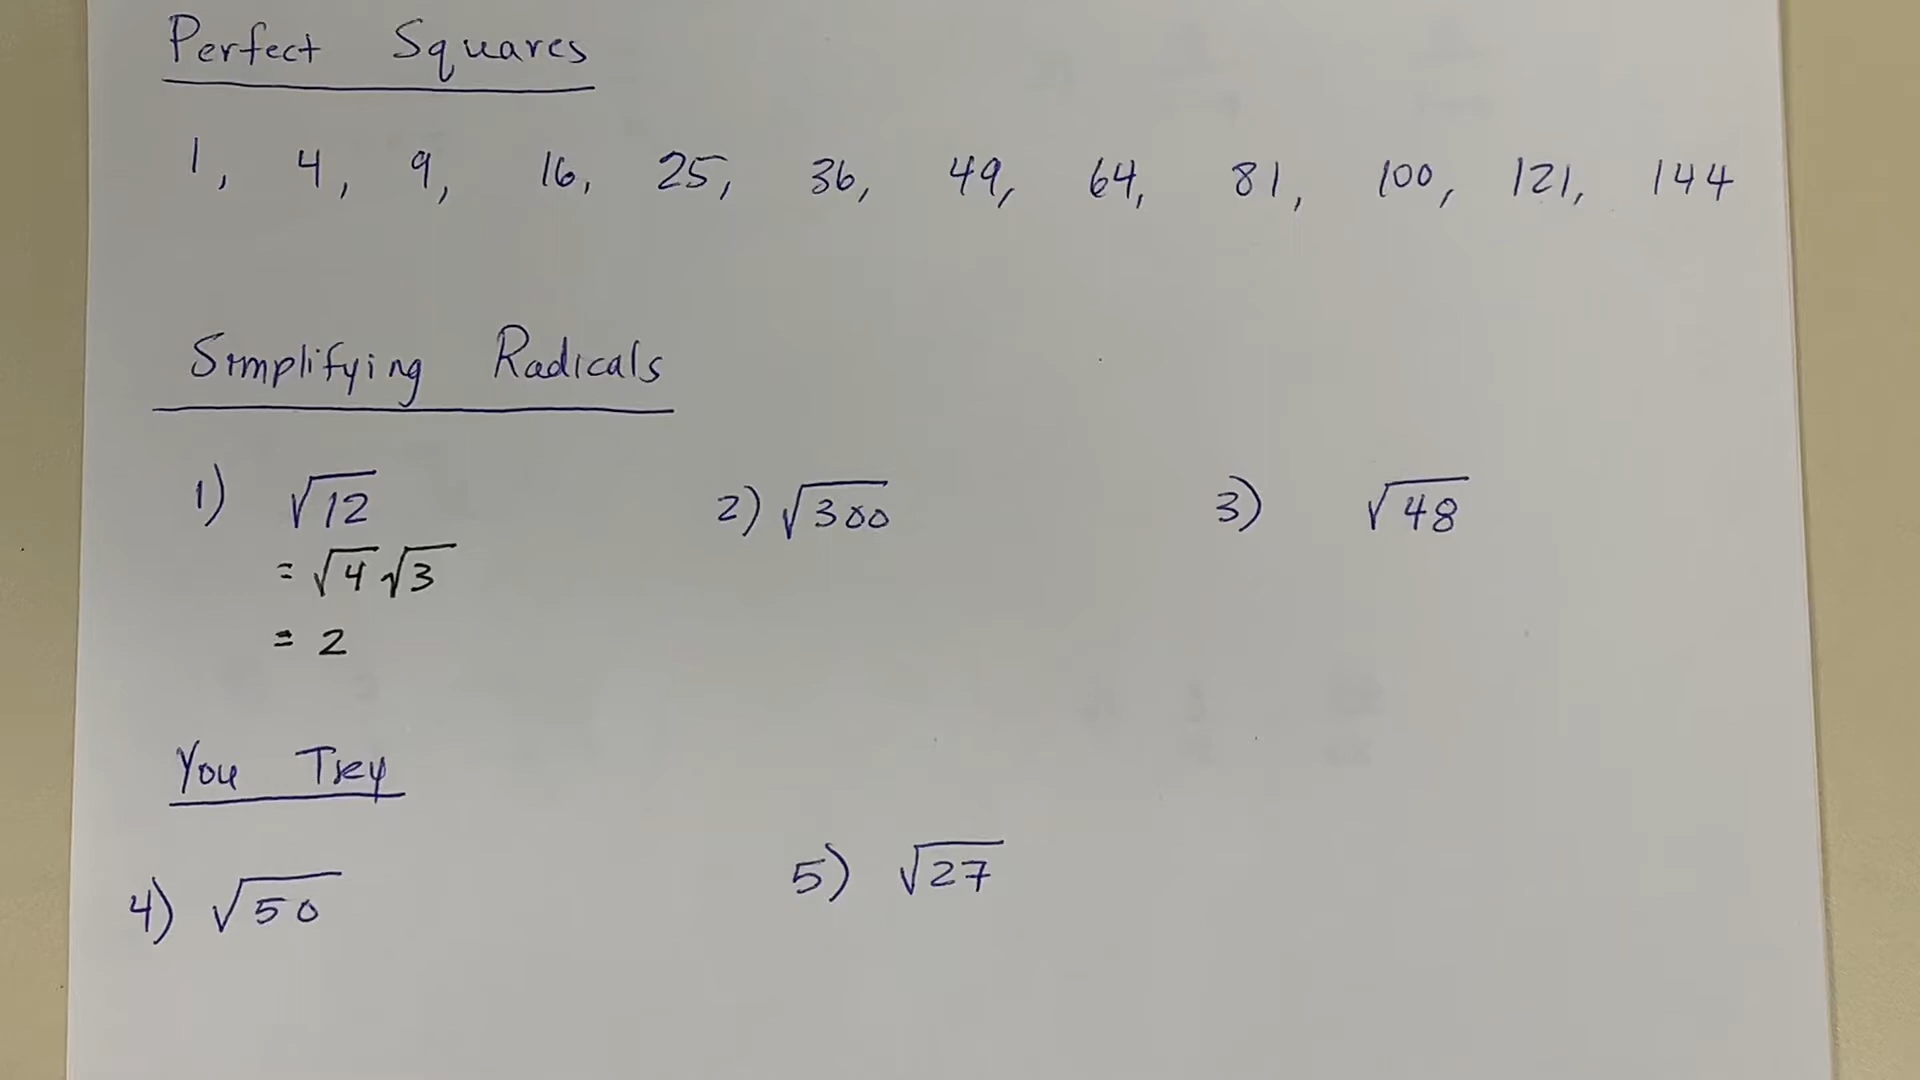 Perfect Squares
1, 4, 9, 16, 25, 36, 49, 64, 81, 100, 121, 144
Simplifying Radicals
1) √12 2) √300 3) √48
= √4 √3
= 2
You Try
4) √50 5) √27